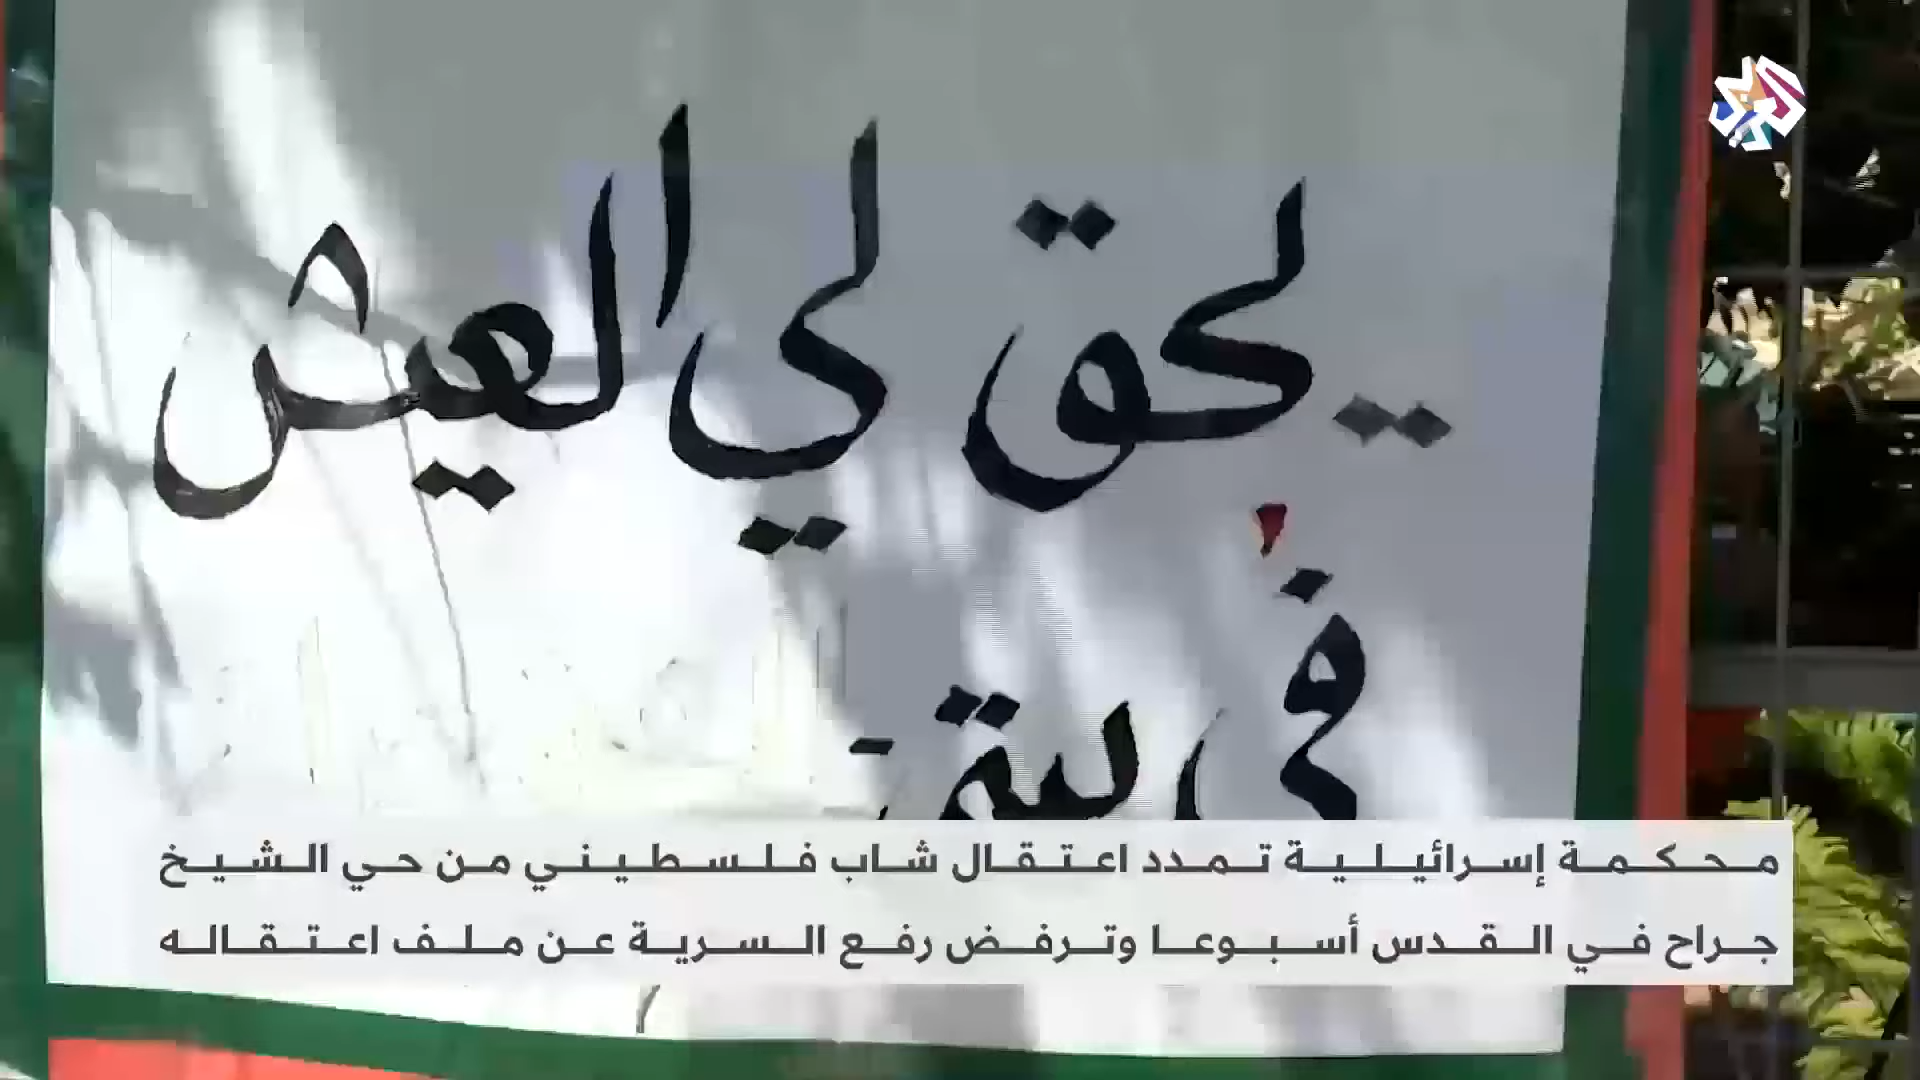 يحق لي العيش
في
محكمة إسرائيلية تمدد اعتقال شاب فلسطيني من حي الشيخ
جراح في القدس أسبوعا وترفض رفع السرية عن ملف اعتقاله